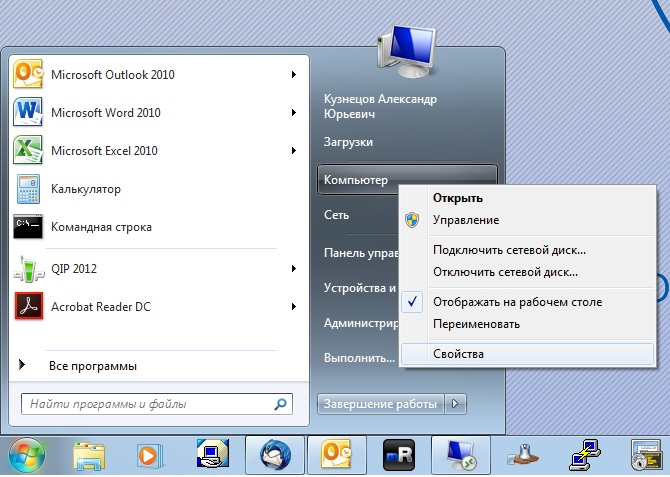 Microsoft Outlook 2010
Microsoft Word 2010
Microsoft Excel 2010
Калькулятор
Командная строка
QIP 2012
Acrobat Reader DC
Все программы
Найти программы и файлы
Кузнецов Александр
Юрьевич
Загрузки
Компьютер
Сеть
Панель управ
Устройства и
Администрир
Выполнить...
Завершение работы
Открыть
Управление
Подключить сетевой диск...
Отключить сетевой диск...
Отображать на рабочем столе
Переименовать
Свойства
mR